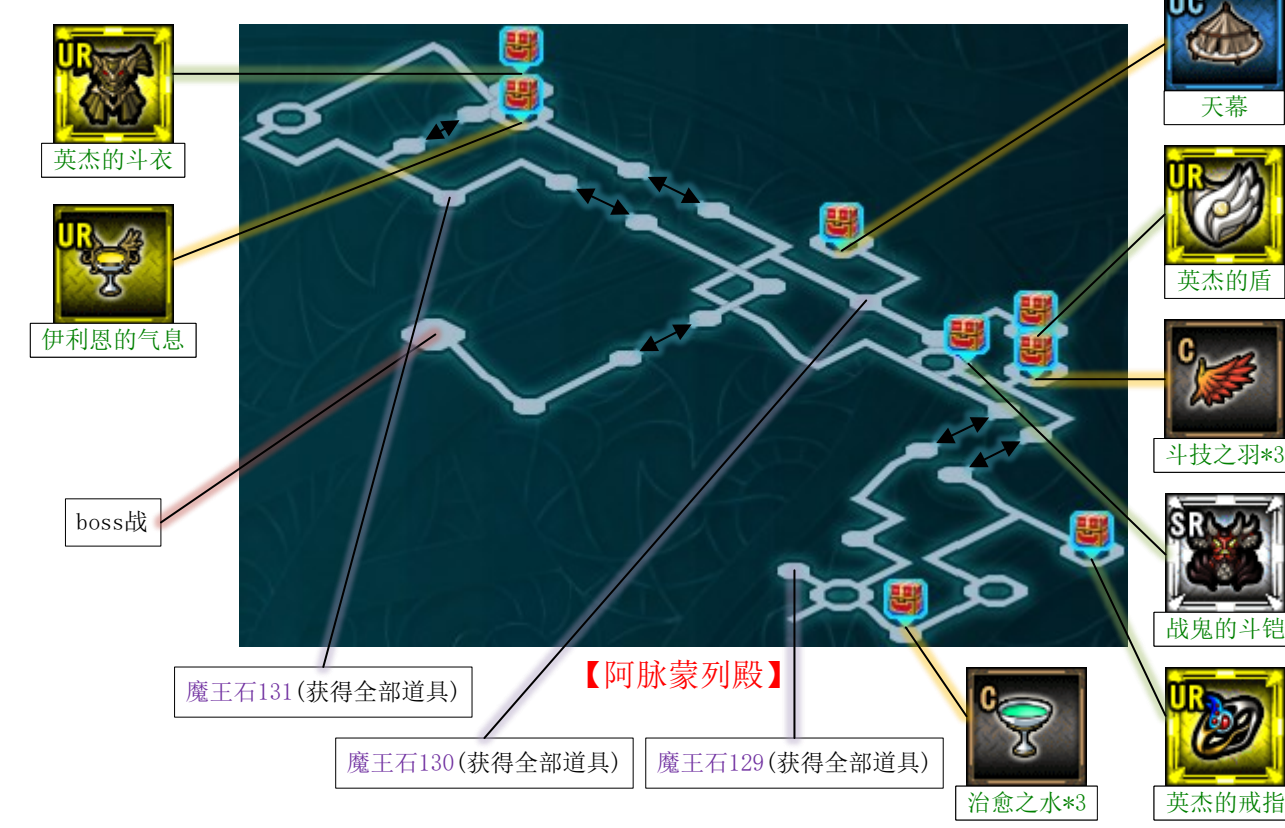 UR
英杰的斗衣
UR
伊利恩的气息
boss战
魔王石131(获得全部道具)
魔王石130(获得全部道具)
魔王石129(获得全部道具)
【阿脉蒙列殿】
UC
天幕
UR
英杰的盾
C
斗技之羽*3
SR
战鬼的斗铠
C
治愈之水*3
UR
英杰的戒指